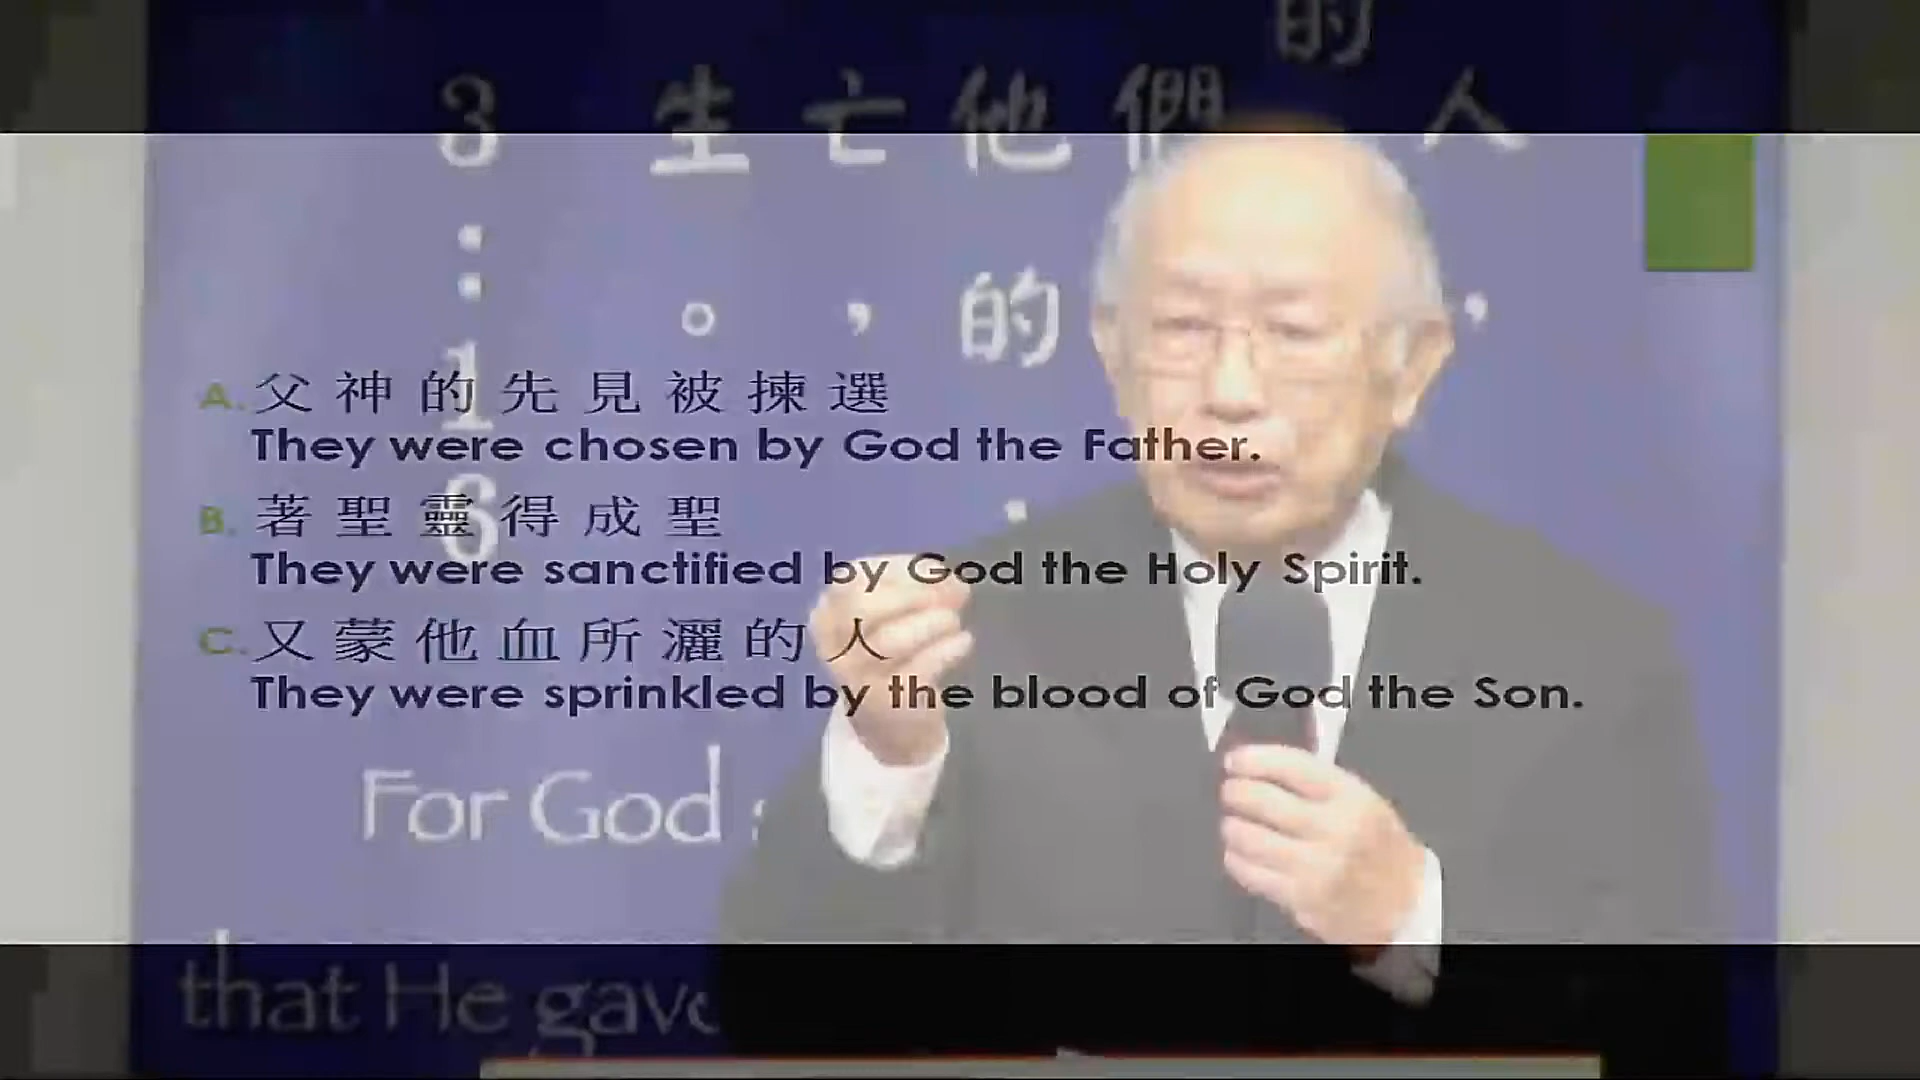 的
3 生 亡 他 們 人
: 。 , 的 ,
16
A. 父神的先見被揀選
They were chosen by God the Father.
B. 著聖靈得成聖
They were sanctified by God the Holy Spirit.
C. 又蒙他血所灑的人
They were sprinkled by the blood of God the Son.
For God
that He gave